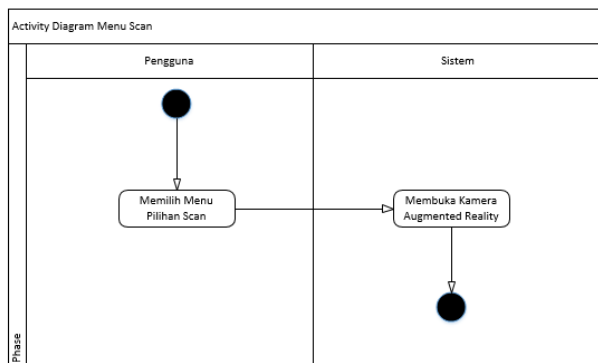 Activity Diagram Menu Scan
Pengguna
Sistem
Memilih Menu
Pilihan Scan
Membuka Kamera
Augmented Reality
Phase